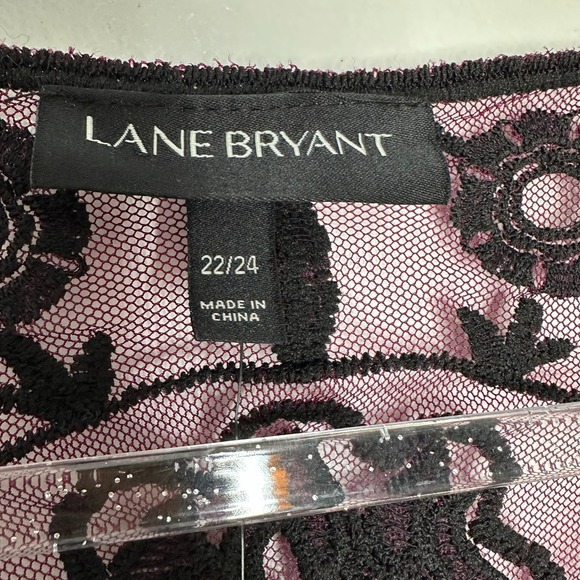 LANE BRYANT
22/24
MADE IN
CHINA